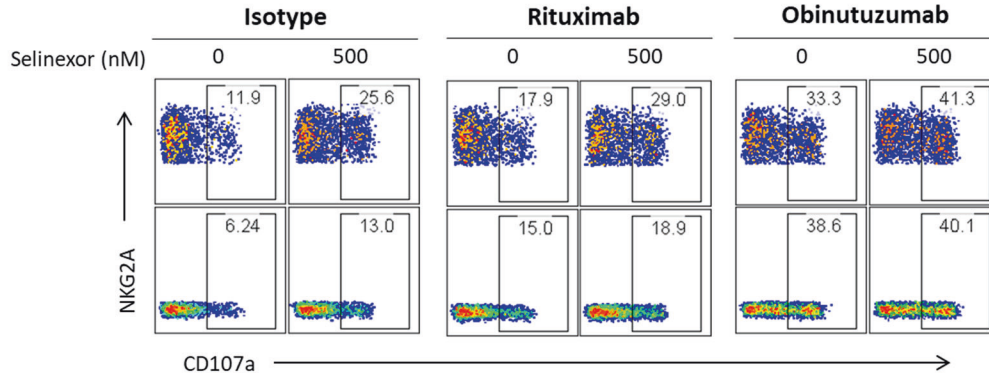 Isotype Rituximab Obinutuzumab
Selinexor (nM) 0 500 0 500 0 500
11.9 25.6 17.9 29.0 33.3 41.3
6.24 13.0 15.0 18.9 38.6 40.1
NKG2A
CD107a